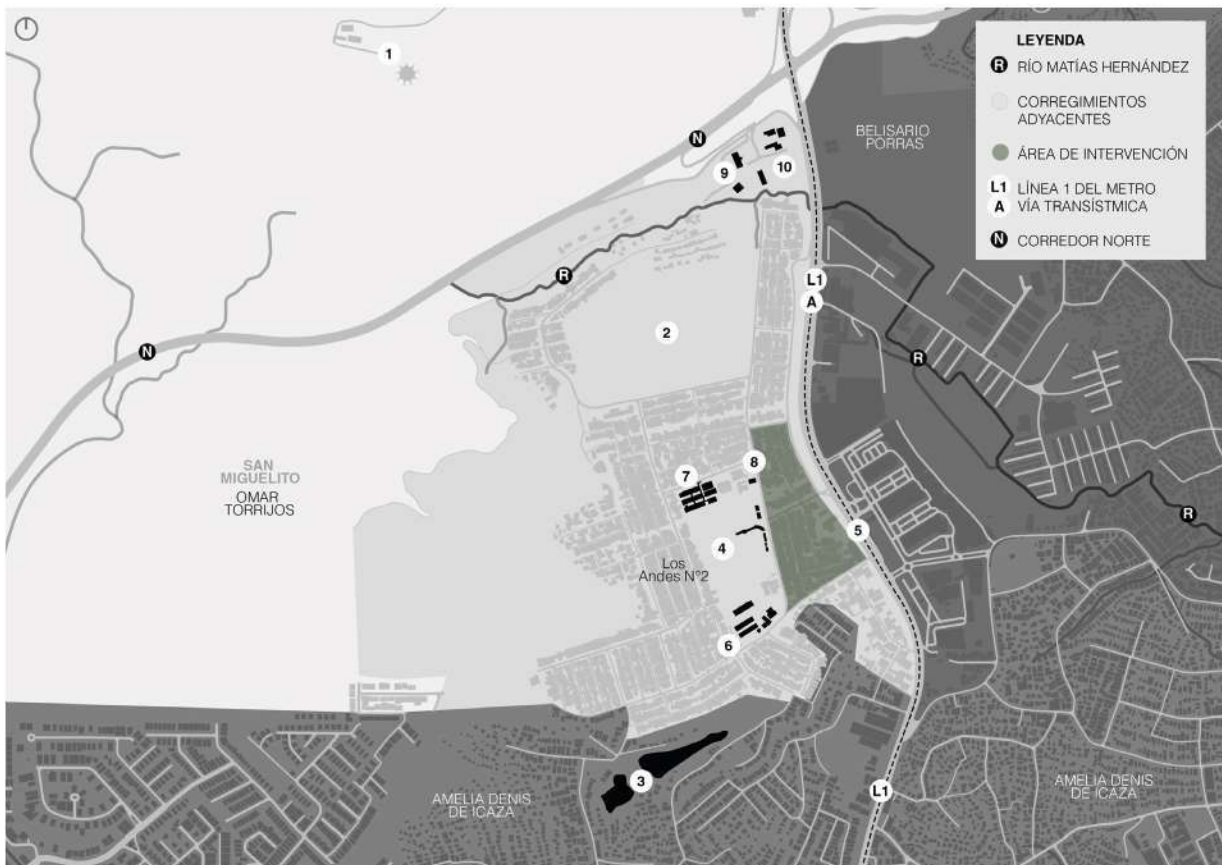 LEYENDA
R RÍO MATÍAS HERNÁNDEZ
CORREGIMIENTOS
ADYACENTES
ÁREA DE INTERVENCIÓN
L1 LÍNEA 1 DEL METRO
A VÍA TRANSÍSTMICA
N CORREDOR NORTE
1
BELISARIO
PORRAS
N
9
10
R
L1
A
2
N
R
SAN
MIGUELITO
OMAR
TORRIJOS
8
7
R
5
4
Los
Andes N°2
6
3
L1
AMELIA DENIS
DE ICAZA
AMELIA DENIS
DE ICAZA